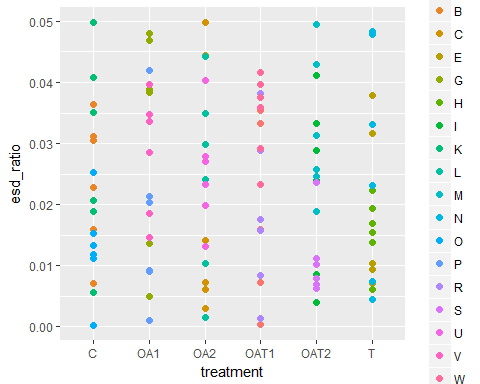 0.05
0.04
0.03
0.02
0.01
0.00
esd_ratio
C OA1 OA2 OAT1 OAT2 T
treatment
B
C
E
G
H
I
K
L
M
N
O
P
R
S
U
V
W